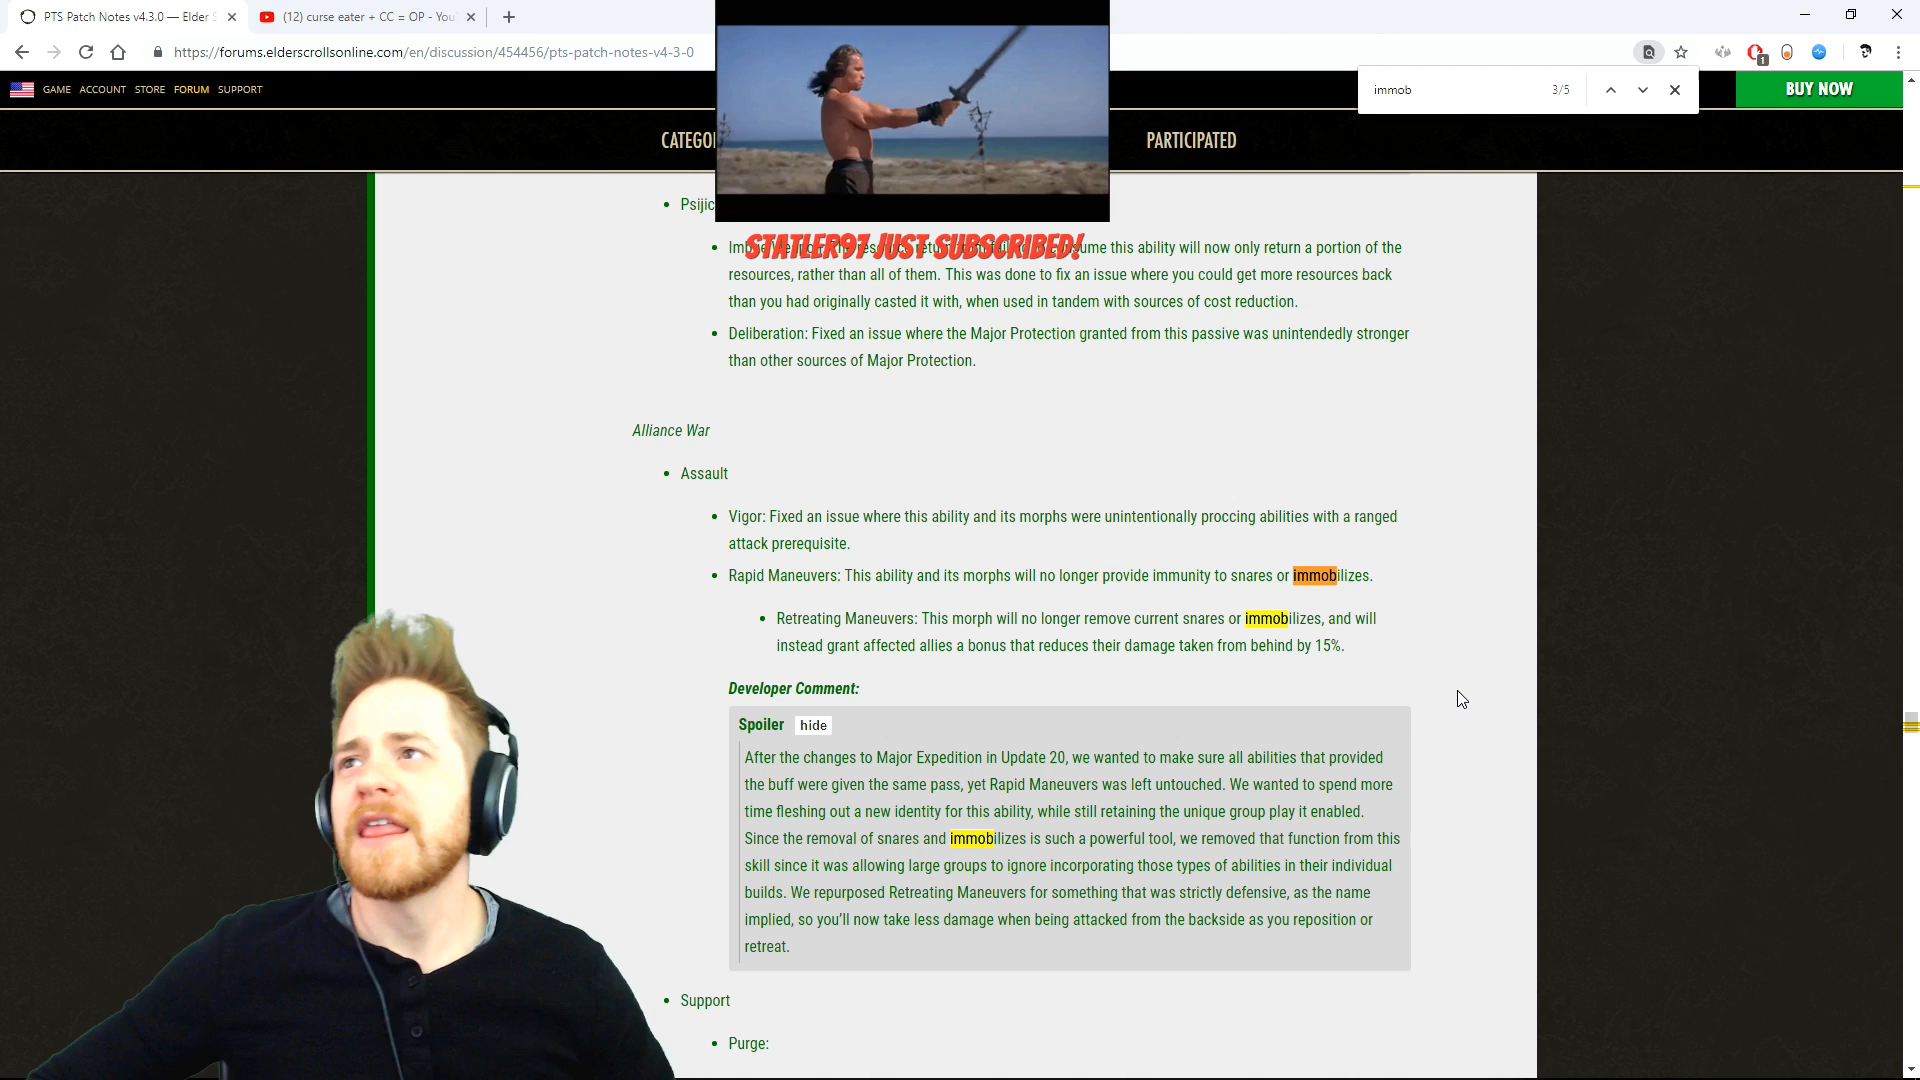 PTS Patch Notes v4.3.0 — Elder S
(12) curse eater + CC = OP - You
https://forums.elderscrollsonline.com/en/discussion/454456/pts-patch-notes-v4-3-0
1
immob
3/5
GAME ACCOUNT STORE FORUM SUPPORT
BUY NOW
CATEGO
PARTICIPATED
Psijic
STATLER97 JUST SUBSCRIBED!
this ability will now only return a portion of the
resources, rather than all of them. This was done to fix an issue where you could get more resources back
than you had originally casted it with, when used in tandem with sources of cost reduction.
Deliberation: Fixed an issue where the Major Protection granted from this passive was unintendedly stronger
than other sources of Major Protection.
Alliance War
Assault
Vigor: Fixed an issue where this ability and its morphs were unintentionally proccing abilities with a ranged
attack prerequisite.
Rapid Maneuvers: This ability and its morphs will no longer provide immunity to snares or immobilizes.
Retreating Maneuvers: This morph will no longer remove current snares or immobilizes, and will
instead grant affected allies a bonus that reduces their damage taken from behind by 15%.
Developer Comment:
Spoiler hide
After the changes to Major Expedition in Update 20, we wanted to make sure all abilities that provided
the buff were given the same pass, yet Rapid Maneuvers was left untouched. We wanted to spend more
time fleshing out a new identity for this ability, while still retaining the unique group play it enabled.
Since the removal of snares and immobilizes is such a powerful tool, we removed that function from this
skill since it was allowing large groups to ignore incorporating those types of abilities in their individual
builds. We repurposed Retreating Maneuvers for something that was strictly defensive, as the name
implied, so you'll now take less damage when being attacked from the backside as you reposition or
retreat.
Support
Purge: